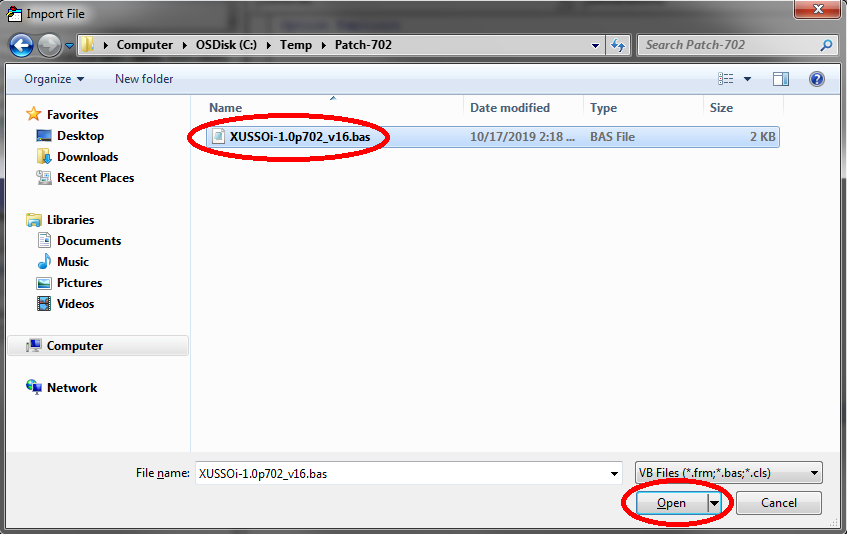 Import File
Computer OSDisk (C:) Temp Patch-702
Search Patch-702
Organize New folder
Name Date modified Type Size
XUSSOi-1.0p702_v16.bas 10/17/2019 2:18 ... BAS File 2 KB
Favorites
Desktop
Downloads
Recent Places
Libraries
Documents
Music
Pictures
Videos
Computer
Network
File name: XUSSOi-1.0p702_v16.bas VB Files (*.frm;*.bas;*.cls)
Open Cancel